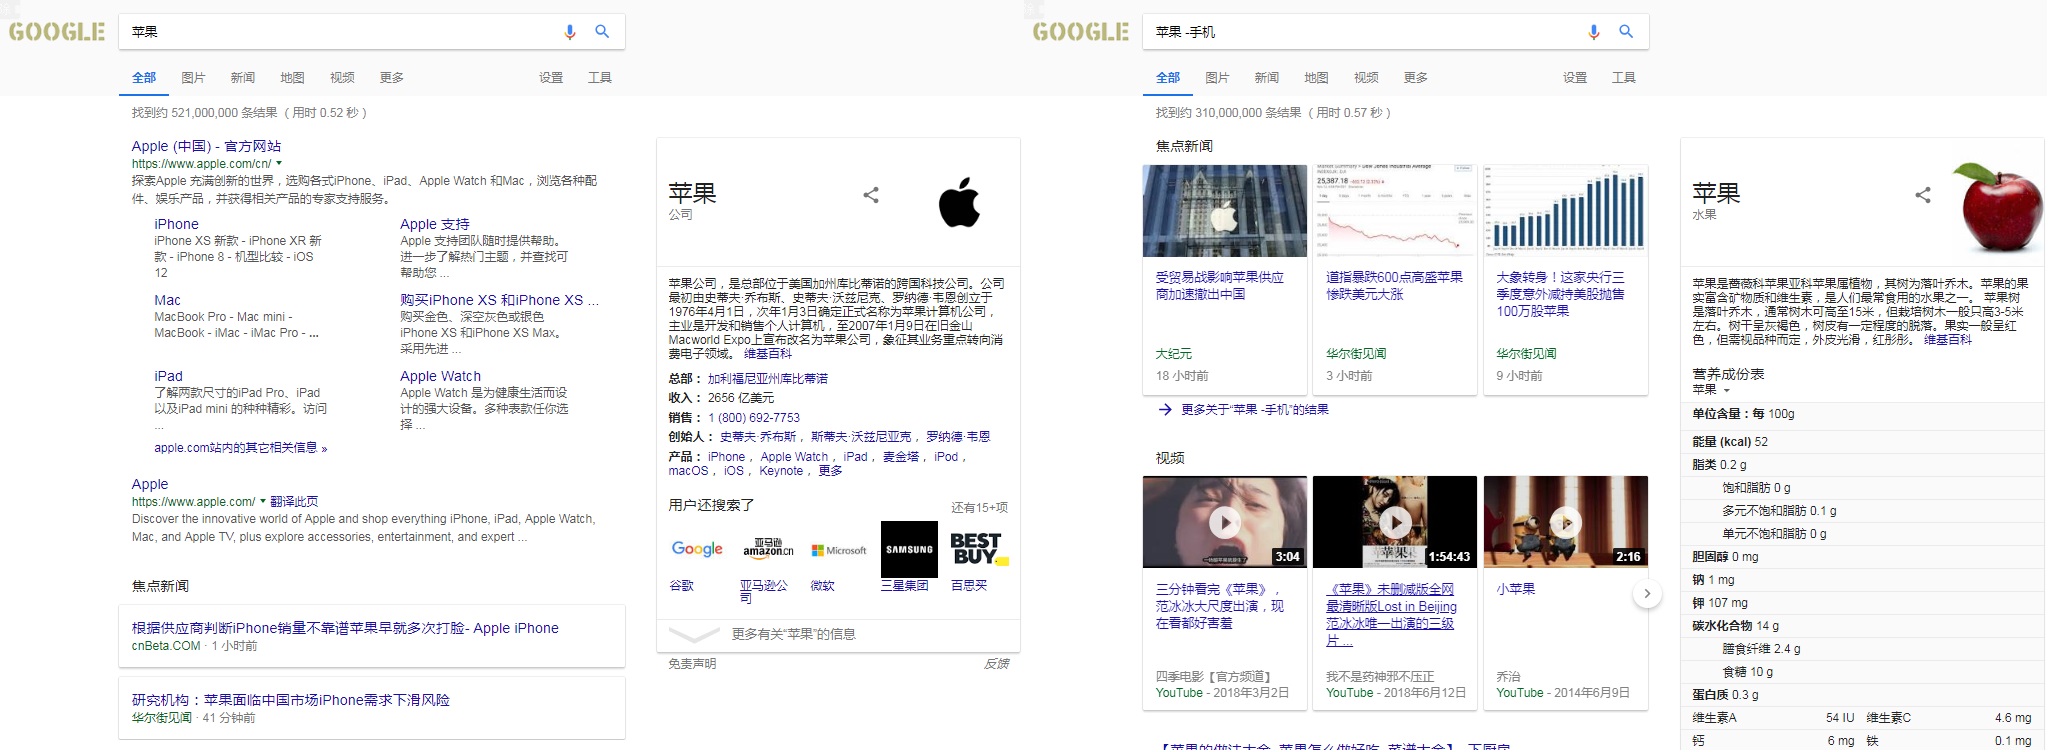 GOOGLE
苹果
全部 图片 新闻 地图 视频 更多 设置 工具
找到约 521,000,000 条结果 （用时 0.52 秒）
Apple (中国) - 官方网站
https://www.apple.com/cn/
探索Apple 充满创新的世界，选购各式iPhone、iPad、Apple Watch 和Mac，浏览各种配
件、娱乐产品，并获得相关产品的专家支持服务。
iPhone
iPhone XS 新款 - iPhone XR 新
款 - iPhone 8 - 机型比较 - iOS
12
Apple 支持
Apple 支持团队随时提供帮助。
进一步了解热门主题，并查找可
帮助您 ...
Mac
MacBook Pro - Mac mini -
MacBook - iMac - iMac Pro - ...
购买iPhone XS 和iPhone XS ...
购买金色、深空灰色或银色
iPhone XS 和iPhone XS Max。
采用先进 ...
iPad
了解两款尺寸的iPad Pro、iPad
以及iPad mini 的种种精彩。访问
...
Apple Watch
Apple Watch 是为健康生活而设
计的强大设备。多种表款任你选
择 ...
apple.com站内的其它相关信息 »
Apple
https://www.apple.com/ 翻译此页
Discover the innovative world of Apple and shop everything iPhone, iPad, Apple Watch,
Mac, and Apple TV, plus explore accessories, entertainment, and expert ...
焦点新闻
根据供应商判断iPhone销量不靠谱苹果早就多次打脸- Apple iPhone
cnBeta.COM · 1 小时前
研究机构：苹果面临中国市场iPhone需求下滑风险
华尔街见闻 · 41 分钟前
苹果
公司
苹果公司，是总部位于美国加州库比蒂诺的跨国科技公司。公司
最初由史蒂夫·乔布斯、史蒂夫·沃兹尼克、罗纳德·韦恩创立于
1976年4月1日，次年1月3日确定正式名称为苹果计算机公司，
主业是开发和销售个人计算机，至2007年1月9日在旧金山
Macworld Expo上宣布改名为苹果公司，象征其业务重点转向消
费电子领域。 维基百科
总部： 加利福尼亚州库比蒂诺
收入： 2656 亿美元
销售： 1 (800) 692-7753
创始人： 史蒂夫·乔布斯， 斯蒂夫·沃兹尼亚克， 罗纳德·韦恩
产品： iPhone， Apple Watch， iPad， 麦金塔， iPod，
macOS， iOS， Keynote， 更多
用户还搜索了 还有15+项
Google 亚马逊 amazon.cn Microsoft SAMSUNG BEST BUY
谷歌 亚马逊公 微软 三星集团 百思买
司
更多有关“苹果”的信息
免责声明 反馈
GOOGLE
苹果 -手机
全部 图片 新闻 地图 视频 更多 设置 工具
找到约 310,000,000 条结果 （用时 0.57 秒）
焦点新闻
25,387.18
受贸易战影响苹果供应
商加速撤出中国
大纪元
18 小时前
道指暴跌600点高盛苹果
惨跌美元大涨
华尔街见闻
3 小时前
大象转身！这家央行三
季度意外减持美股抛售
100万股苹果
华尔街见闻
9 小时前
更多关于“苹果 -手机”的结果
视频
3:04
苹果
1:54:43
2:16
三分钟看完《苹果》，
范冰冰大尺度出演，现
在看都好害羞
四季电影【官方频道】
YouTube - 2018年3月2日
《苹果》未删减版全网
最清晰版Lost in Beijing
范冰冰唯一出演的三级
片 ...
我不是药神邪不压正
YouTube - 2018年6月12日
小苹果
乔治
YouTube - 2014年6月9日
【苹果的做法大全_苹果怎么做好吃_菜谱大全】_下厨房
苹果
水果
苹果是蔷薇科苹果亚科苹果属植物，其树为落叶乔木。苹果的果
实富含矿物质和维生素，是人们最常食用的水果之一。 苹果树
是落叶乔木，通常树木可高至15米，但栽培树木一般只高3-5米
左右。树干呈灰褐色，树皮有一定程度的脱落。果实一般呈红
色，但需视品种而定，外皮光滑，红彤彤。 维基百科
营养成份表
苹果
单位含量：每 100g
能量 (kcal) 52
脂类 0.2 g
饱和脂肪 0 g
多元不饱和脂肪 0.1 g
单元不饱和脂肪 0 g
胆固醇 0 mg
钠 1 mg
钾 107 mg
碳水化合物 14 g
膳食纤维 2.4 g
食糖 10 g
蛋白质 0.3 g
维生素A 54 IU 维生素C 4.6 mg
钙 6 mg 铁 0.1 mg